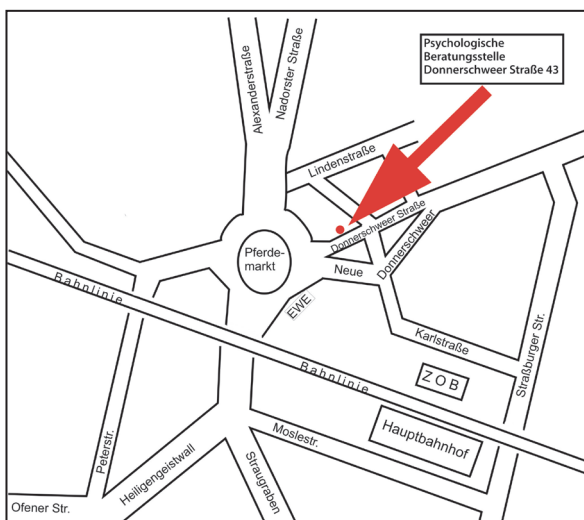 Psychologische
Beratungsstelle
Donnerschweer Straße 43
Alexanderstraße
Nadorster Straße
Lindenstraße
Donnerschweer Straße
Pferde-
markt
Neue
Donnerschweer
EWE
Bahnlinie
Bahnlinie
Karlstraße
Straßburger Str.
ZOB
Hauptbahnhof
Moslestr.
Peterstr.
Heiligengeistwall
Straugraben
Ofener Str.